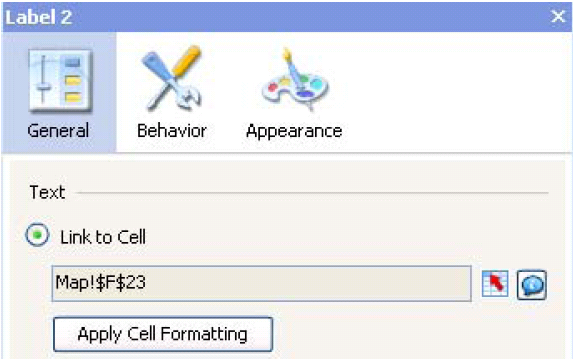 Label 2
General Behavior Appearance
Text
Link to Cell
Map!$F$23
Apply Cell Formatting